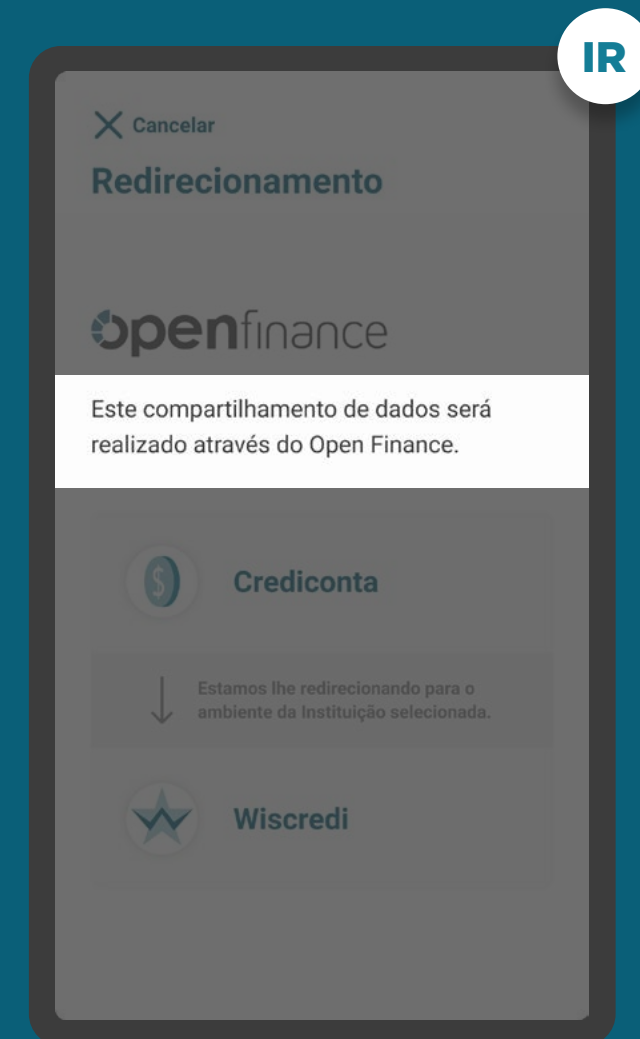 IR
Cancelar
Redirecionamento
openfinance
Este compartilhamento de dados será
realizado através do Open Finance.
$
Crediconta
Estamos lhe redirecionando para o
ambiente da Instituição selecionada.
Wiscredi